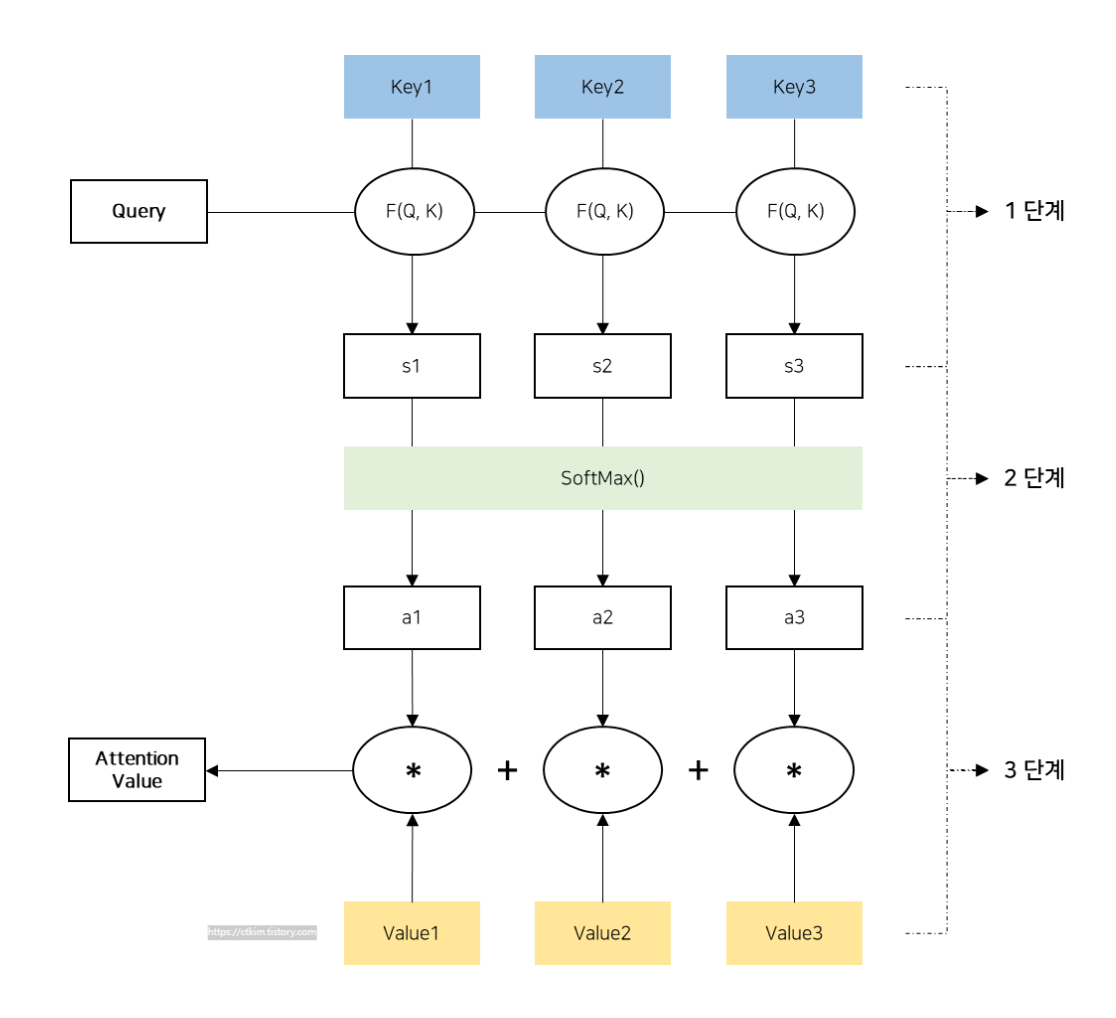 Key1
Key2
Key3
Query
F(Q, K)
F(Q, K)
F(Q, K)
1 단계
s1
s2
s3
SoftMax()
2 단계
a1
a2
a3
Attention
Value
*
+
*
+
*
3 단계
https://ctkim.tistory.com
Value1
Value2
Value3